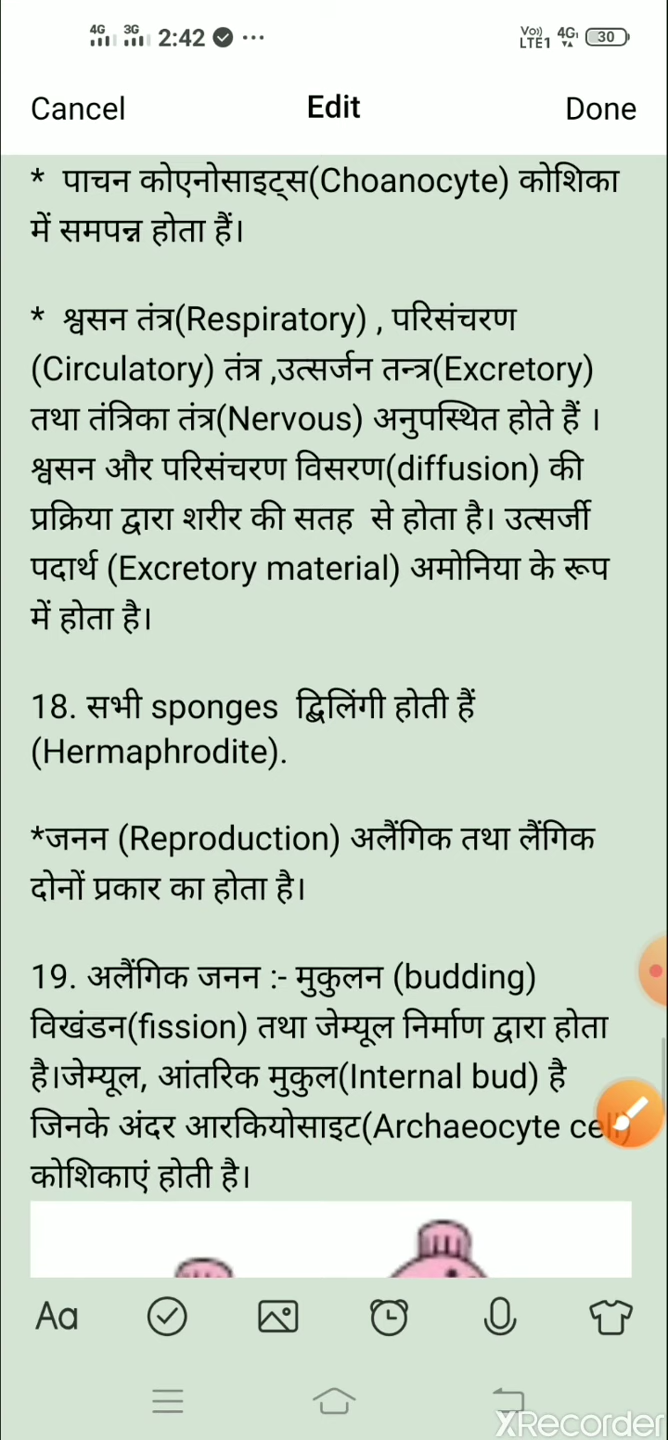 4G 3G 2:42 ... Vo)) LTE1 4G 30
Cancel Edit Done
* पाचन कोएनोसाइट्स(Choanocyte) कोशिका
में समपन्न होता हैं।
* श्वसन तंत्र(Respiratory) , परिसंचरण
(Circulatory) तंत्र ,उत्सर्जन तन्त्र(Excretory)
तथा तंत्रिका तंत्र(Nervous) अनुपस्थित होते हैं ।
श्वसन और परिसंचरण विसरण(diffusion) की
प्रक्रिया द्वारा शरीर की सतह से होता है। उत्सर्जी
पदार्थ (Excretory material) अमोनिया के रूप
में होता है।
18. सभी sponges द्विलिंगी होती हैं
(Hermaphrodite).
*जनन (Reproduction) अलैंगिक तथा लैंगिक
दोनों प्रकार का होता है।
19. अलैंगिक जनन :- मुकुलन (budding)
विखंडन(fission) तथा जेम्यूल निर्माण द्वारा होता
है।जेम्यूल, आंतरिक मुकुल(Internal bud) है
जिनके अंदर आरकियोसाइट(Archaeocyte cell)
कोशिकाएं होती है।
Aa
XRecorder